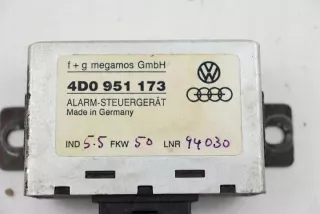 f + g megamos GmbH
4D0 951 173
ALARM-STEUERGERÄT
Made in Germany
IND 5.5 FKW 50 LNR 94030